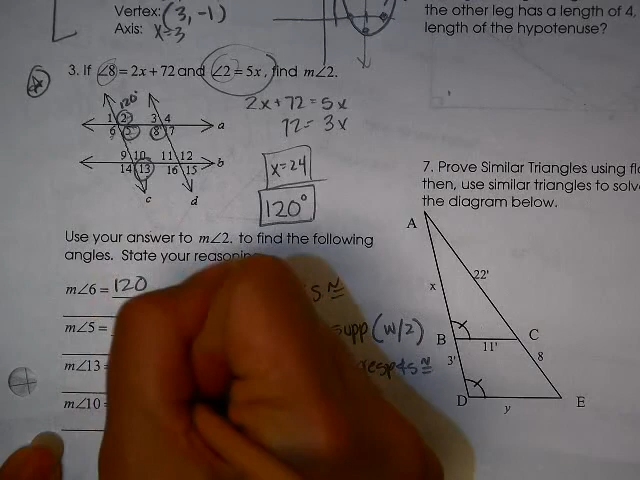 Vertex: (3, -1)
Axis: x=3
the other leg has a length of 4,
length of the hypotenuse?
3. If ∠8 = 2x + 72 and ∠2 = 5x, find m∠2.
120°
1 2 3 4
6 5 8 7
a
9 10 11 12
14 13 16 15
b
c d
2x+72=5x
72= 3x
x=24
120°
Use your answer to m∠2. to find the following
angles. State your reasoning
m∠6 = 120
≅
m∠5 =
supp (w/2)
m∠13 =
m∠10 =
7. Prove Similar Triangles using
then, use similar triangles to solve
the diagram below.
A
x 22'
B C
3' 11' 8
D y E